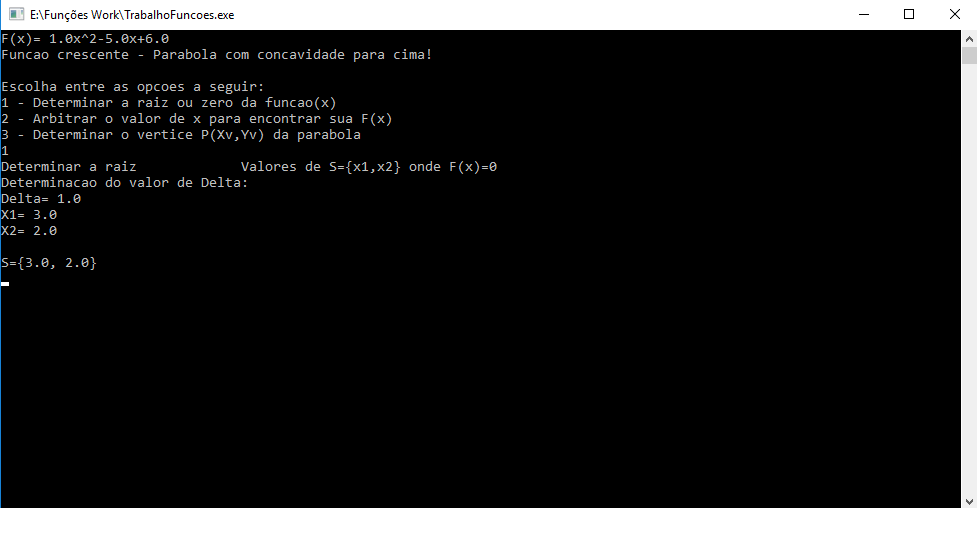 E:\Funções Work\TrabalhoFuncoes.exe
F(x)= 1.0x^2-5.0x+6.0
Funcao crescente - Parabola com concavidade para cima!
Escolha entre as opcoes a seguir:
1 - Determinar a raiz ou zero da funcao(x)
2 - Arbitrar o valor de x para encontrar sua F(x)
3 - Determinar o vertice P(Xv,Yv) da parabola
1
Determinar a raiz             Valores de S={x1,x2} onde F(x)=0
Determinacao do valor de Delta:
Delta= 1.0
X1= 3.0
X2= 2.0
S={3.0, 2.0}